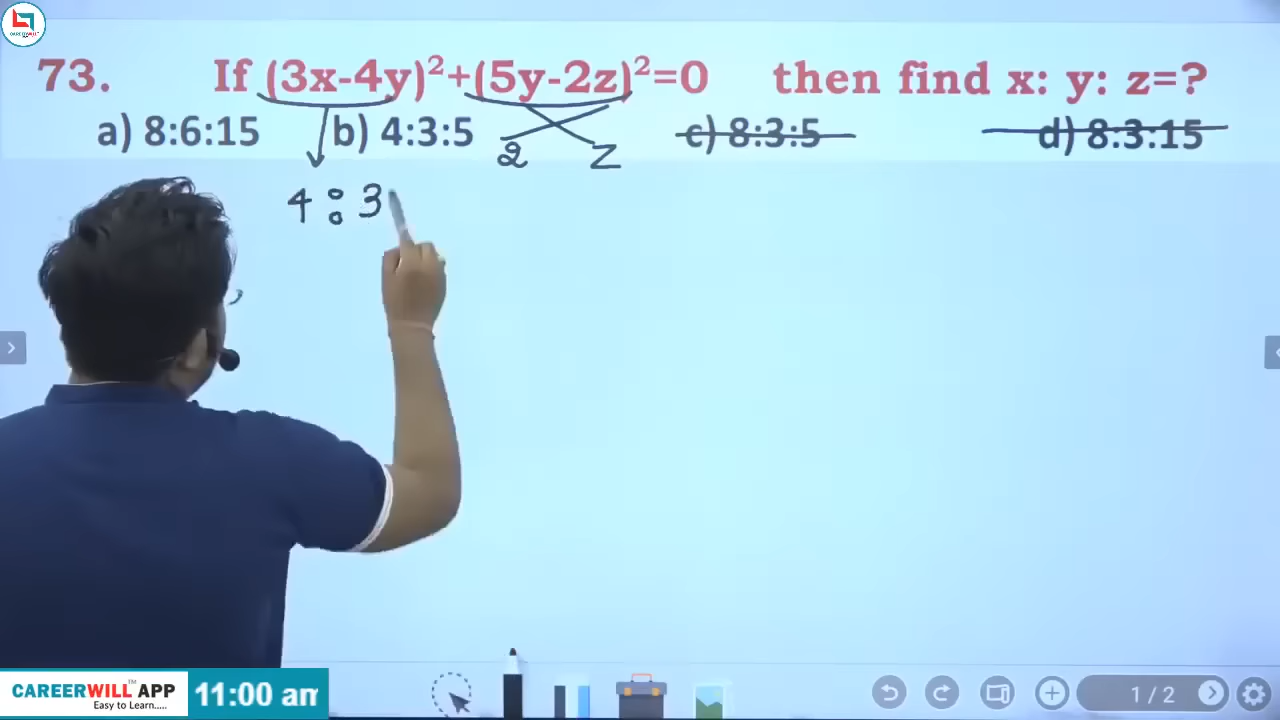 CAREERWILL
73. If (3x-4y)²+(5y-2z)²=0 then find x: y: z=?
a) 8:6:15 b) 4:3:5 c) 8:3:5 d) 8:3:15
2 z
4 : 3
CAREERWILL™ APP
Easy to Learn.....
11:00 am
1 / 2